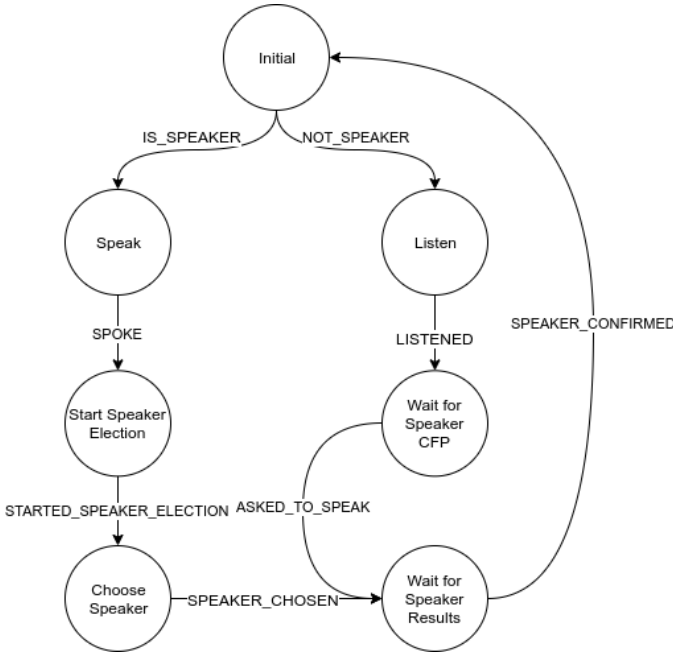 Initial
IS_SPEAKER
NOT_SPEAKER
Speak
Listen
SPOKE
LISTENED
SPEAKER_CONFIRMED
Start Speaker
Election
Wait for
Speaker
CFP
STARTED_SPEAKER_ELECTION
ASKED_TO_SPEAK
Choose
Speaker
SPEAKER_CHOSEN
Wait for
Speaker
Results